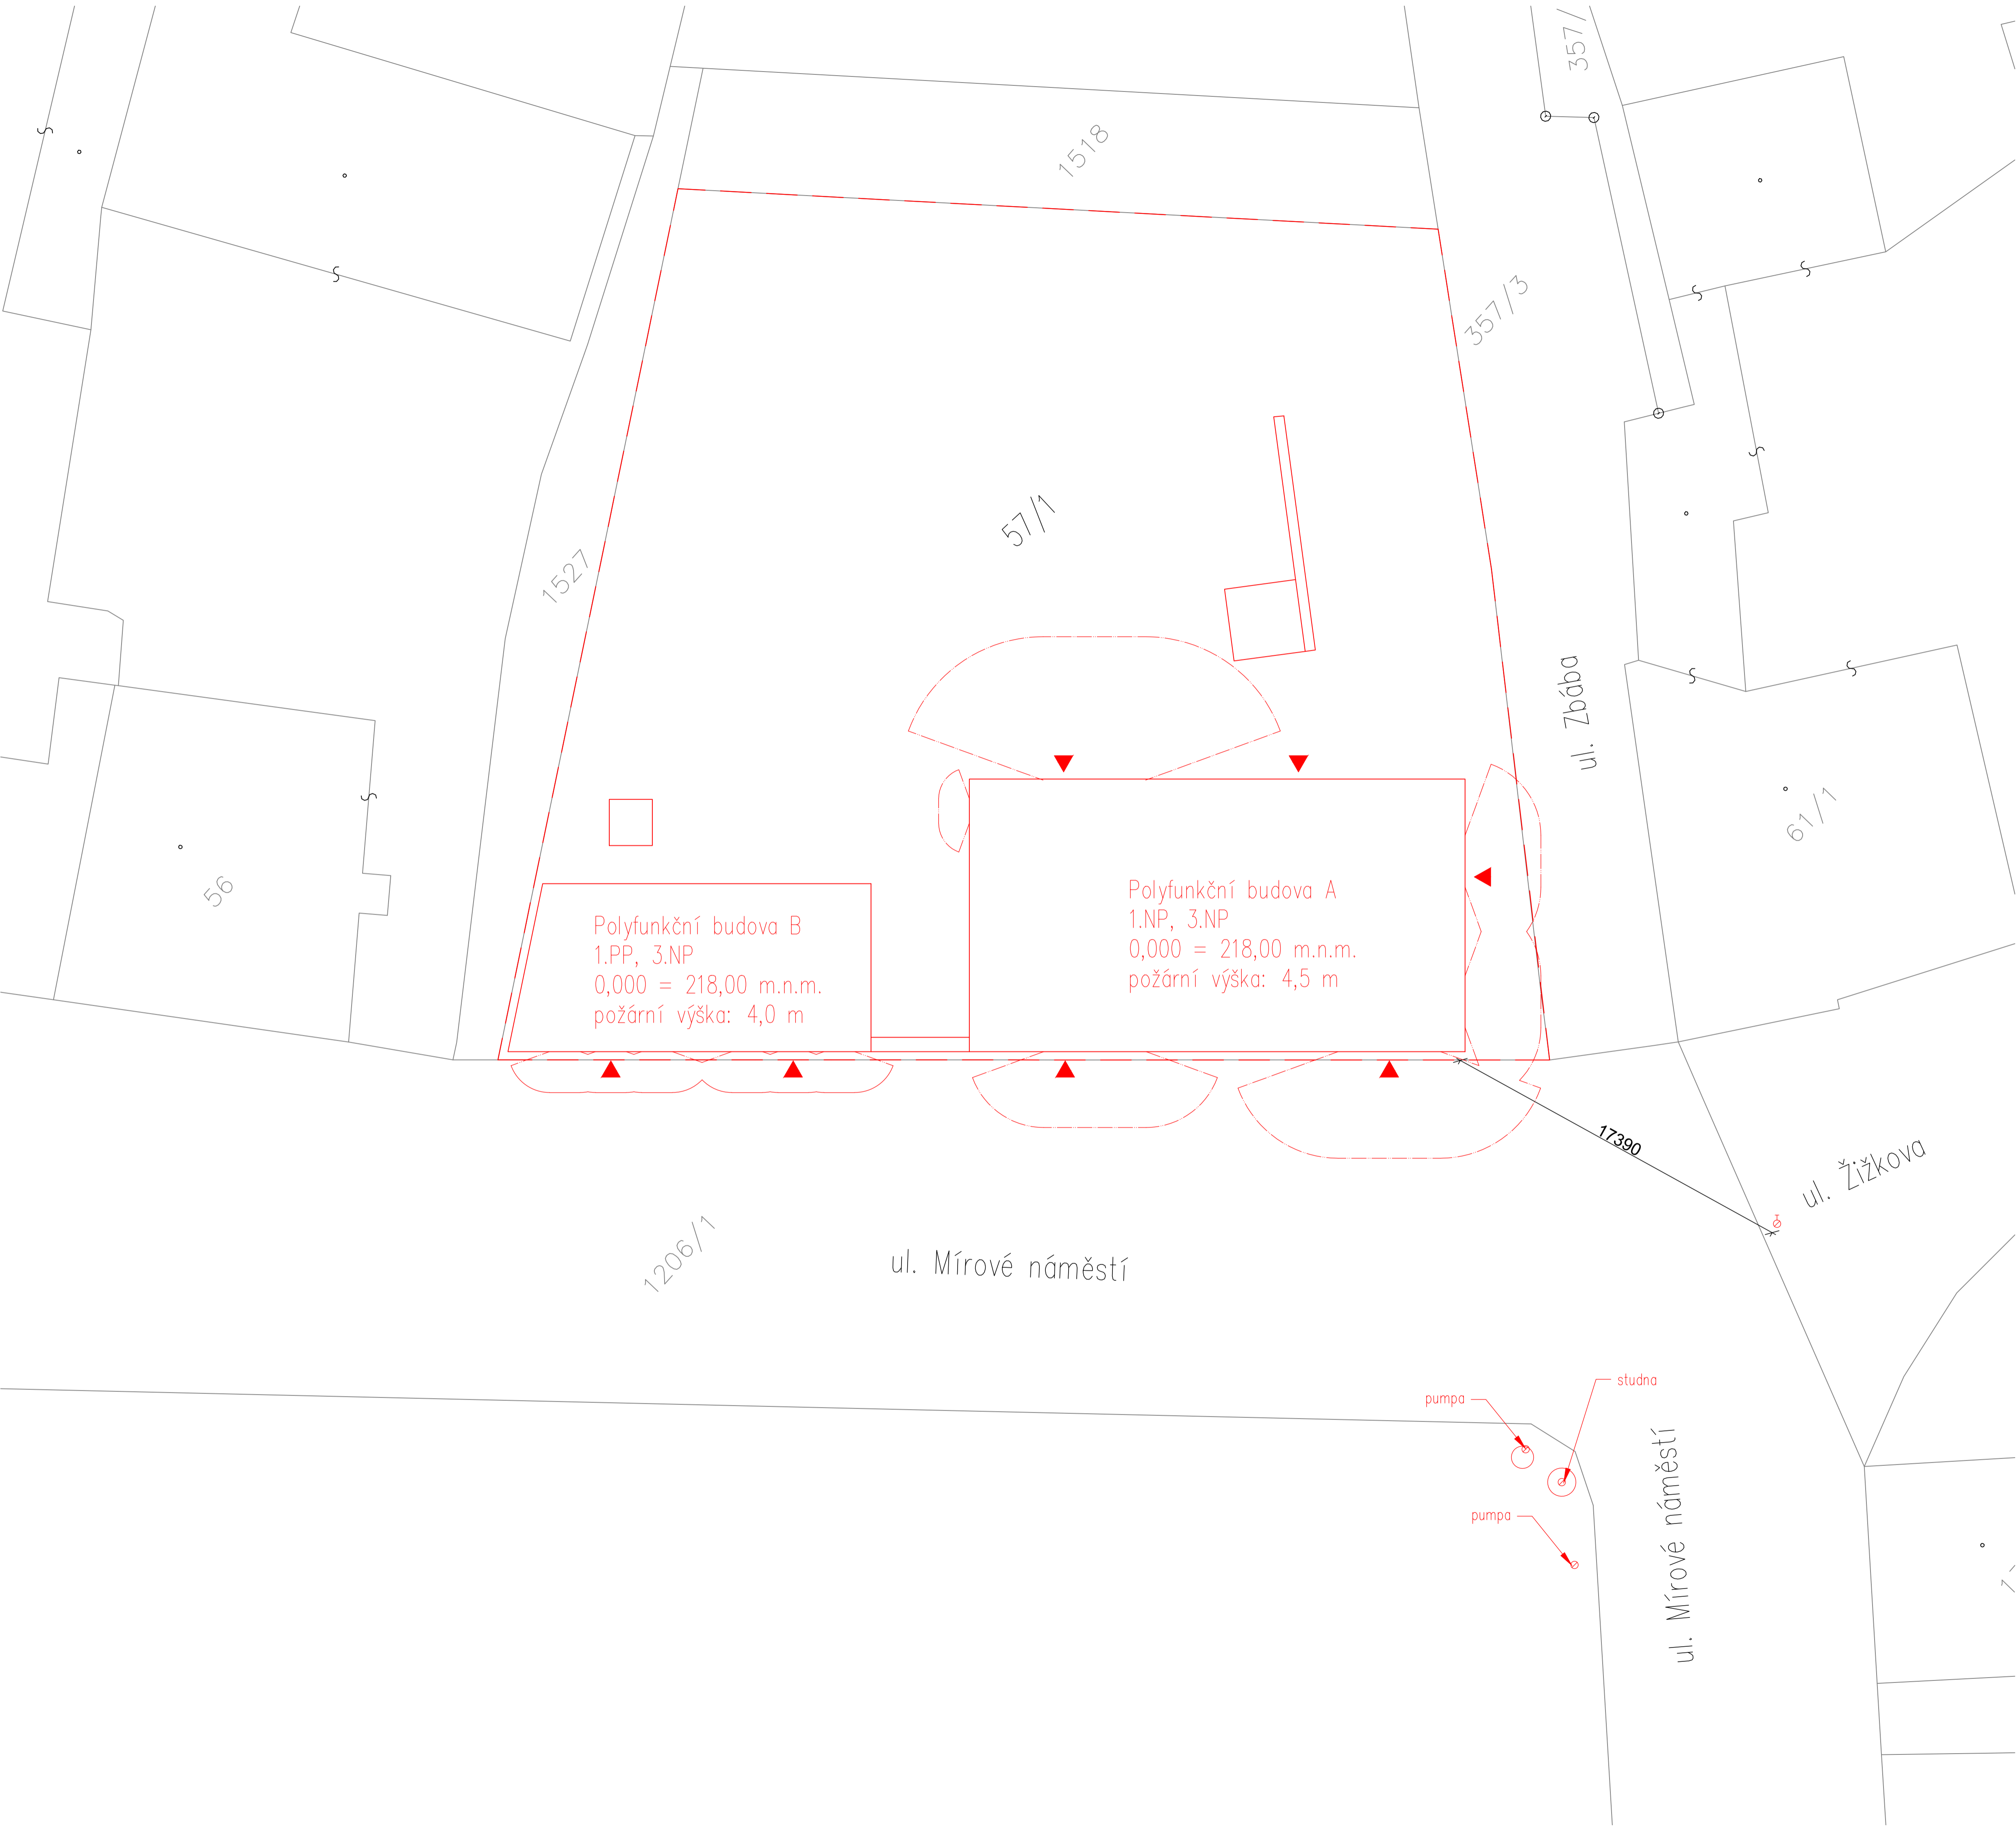 357/
1518
357/3
57/1
1527
ul. Zbába
61/1
56
Polyfunkční budova B
1.PP, 3.NP
0,000 = 218,00 m.n.m.
požární výška: 4,0 m
Polyfunkční budova A
1.NP, 3.NP
0,000 = 218,00 m.n.m.
požární výška: 4,5 m
17390
ul. Žižkova
1206/1
ul. Mírové náměstí
studna
pumpa
pumpa
ul. Mírové náměstí